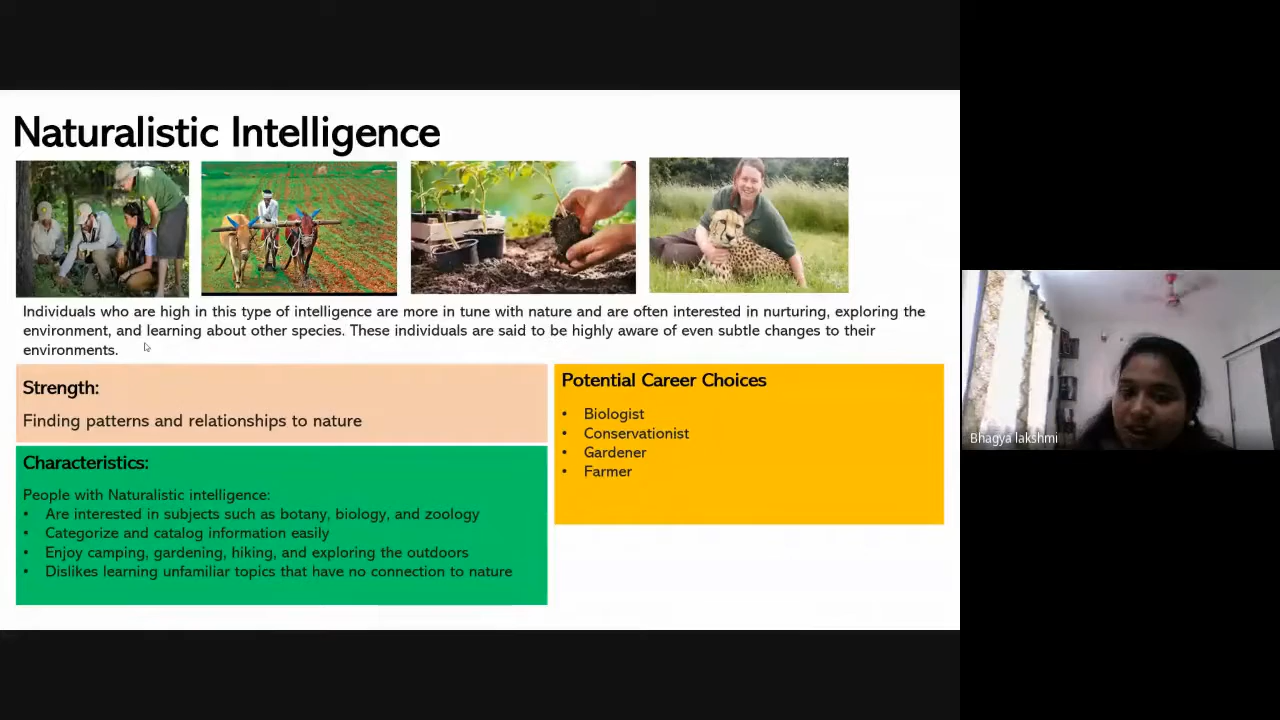 Naturalistic Intelligence
Individuals who are high in this type of intelligence are more in tune with nature and are often interested in nurturing, exploring the
environment, and learning about other species. These individuals are said to be highly aware of even subtle changes to their
environments.
Strength:
Finding patterns and relationships to nature
Characteristics:
People with Naturalistic intelligence:
• Are interested in subjects such as botany, biology, and zoology
• Categorize and catalog information easily
• Enjoy camping, gardening, hiking, and exploring the outdoors
• Dislikes learning unfamiliar topics that have no connection to nature
Potential Career Choices
• Biologist
• Conservationist
• Gardener
• Farmer
Bhagya lakshmi